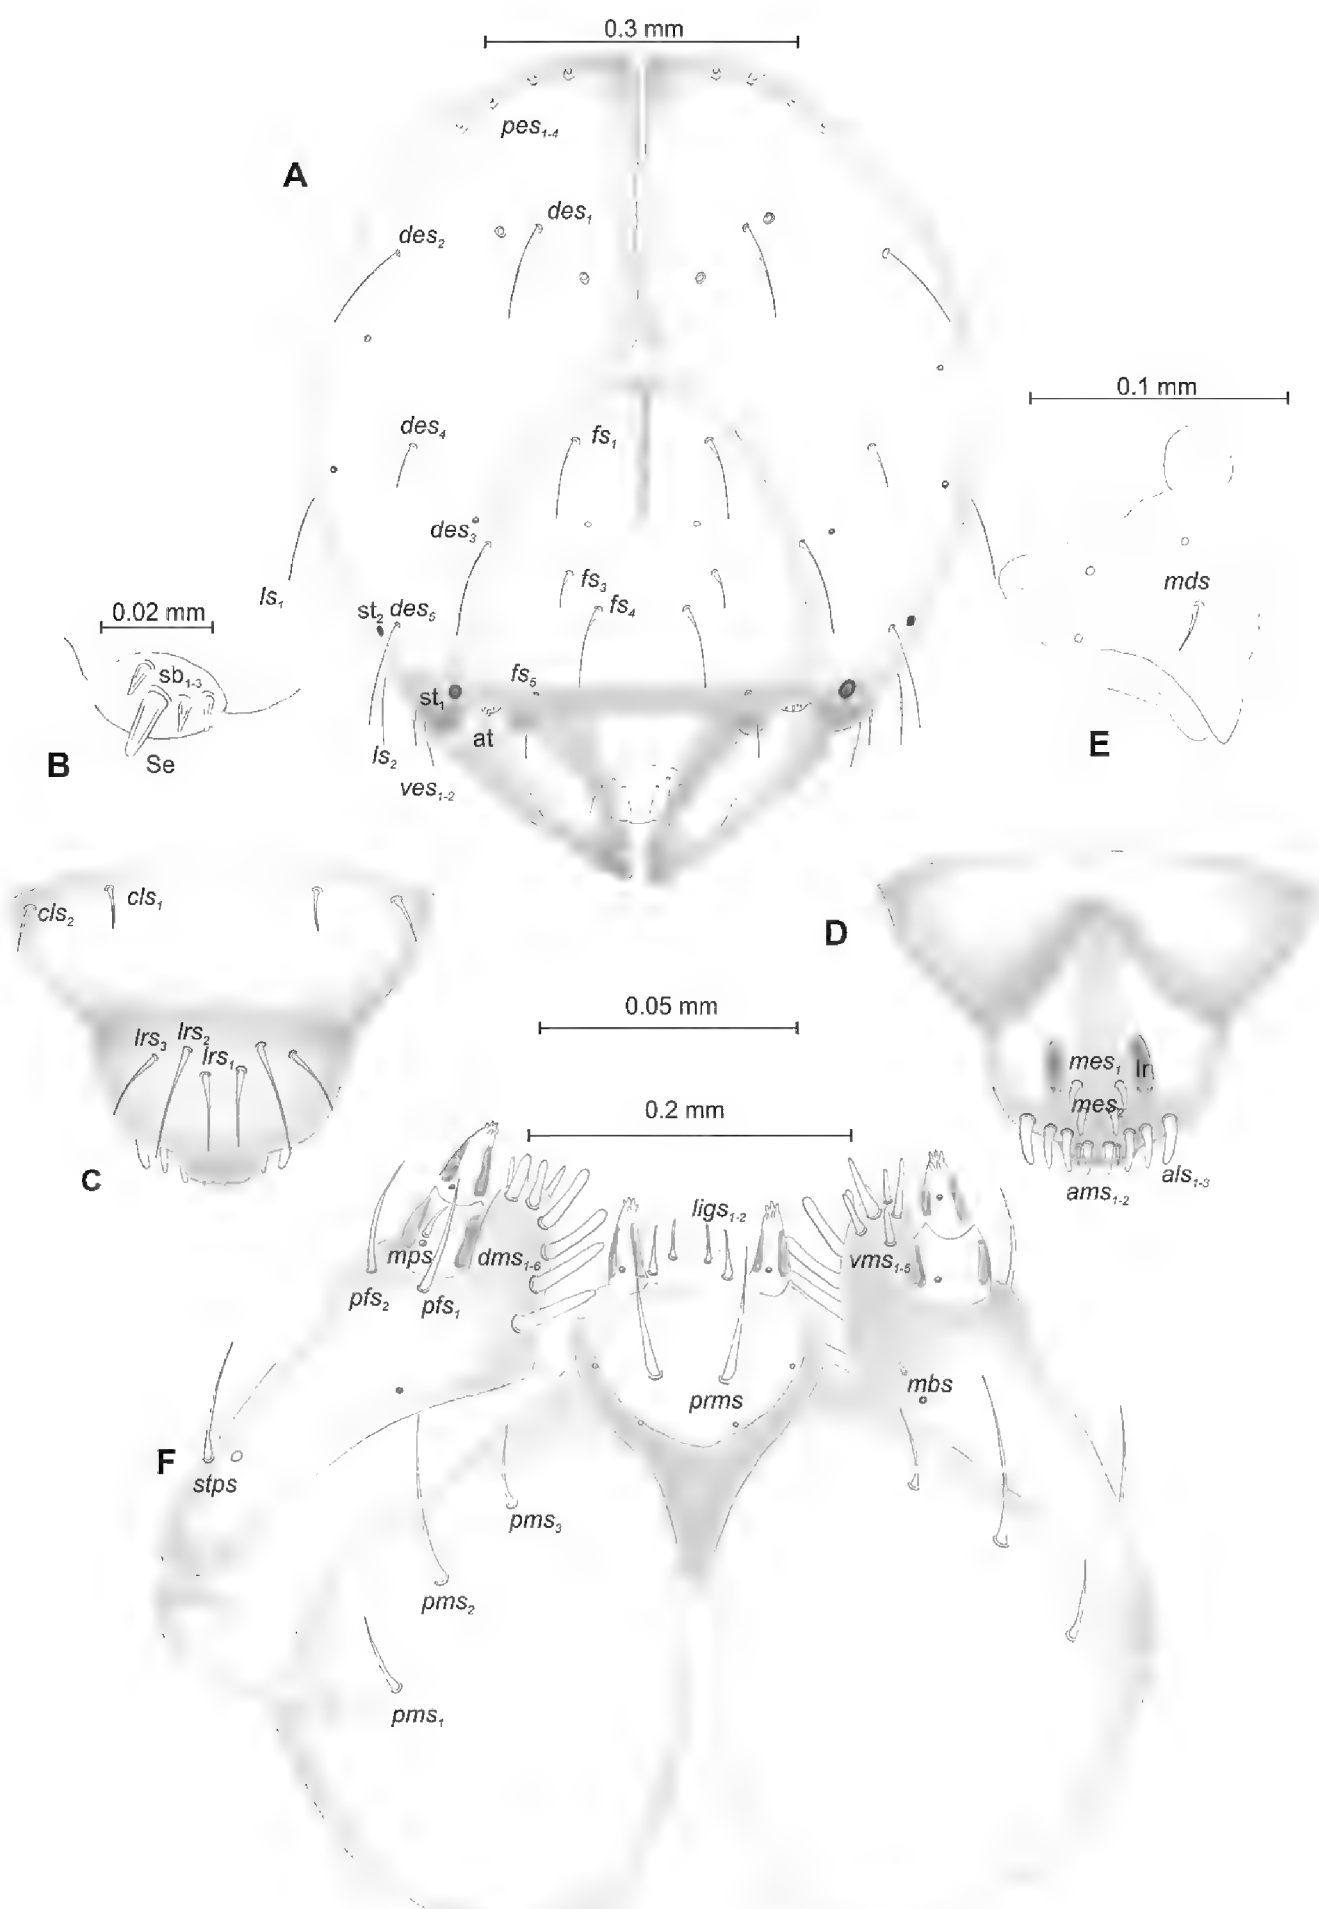 0.3 mm
pes₁₋₄
A
des₁
des₂
0.1 mm
des₄
fs₁
des₃
fs₃
mds
ls₁
fs₄
0.02 mm
st₂ des₅
sb₁₋₃
fs₅
st₁
at
E
B
Se
ls₂
ves₁₋₂
cls₁
cls₂
D
0.05 mm
lrs₃
lrs₂
lrs₁
mes₁
lr
mes₂
0.2 mm
C
als₁₋₃
ams₁₋₂
ligs₁₋₂
mps
dms₁₋₆
vms₁₋₅
pfs₂
pfs₁
mbs
prms
F
stps
pms₃
pms₂
pms₁